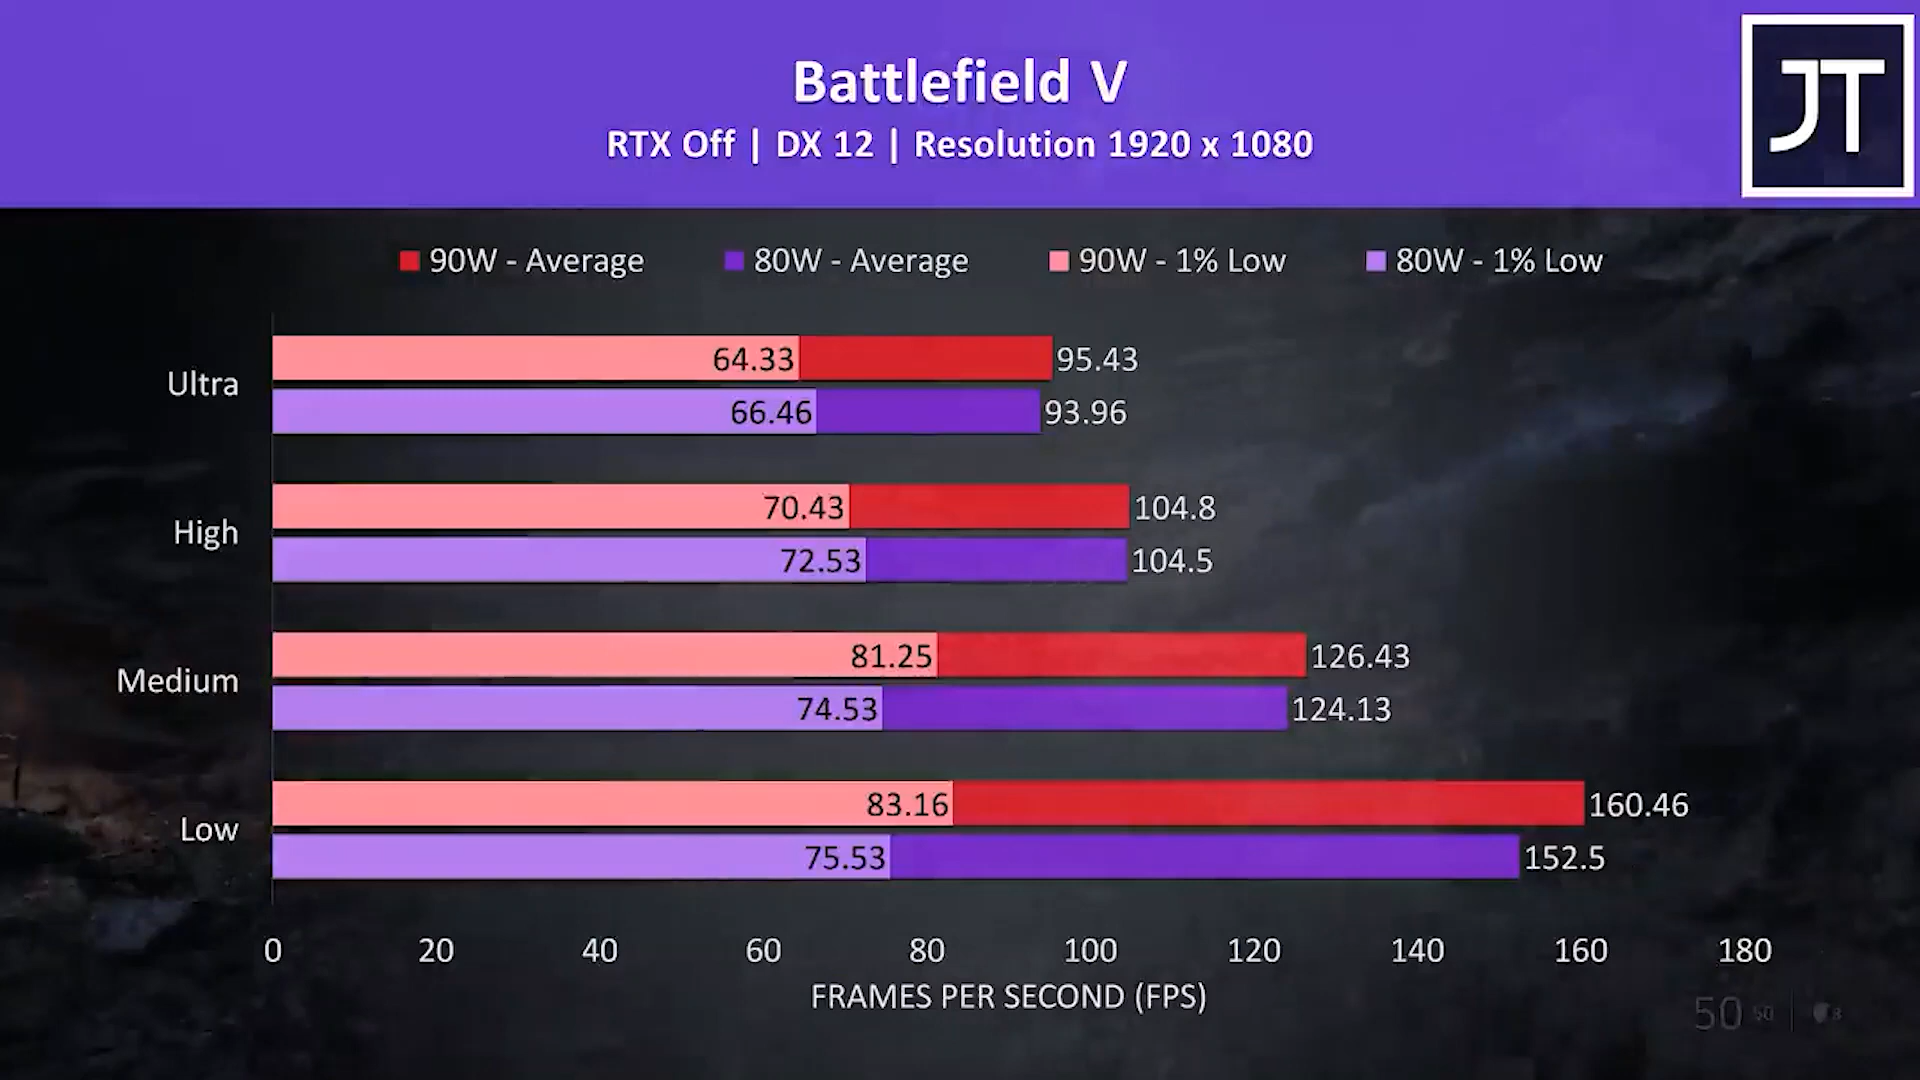 Battlefield V
RTX Off | DX 12 | Resolution 1920 x 1080
JT
90W - Average 80W - Average 90W - 1% Low 80W - 1% Low
Ultra
64.33 95.43
66.46 93.96
High
70.43 104.8
72.53 104.5
Medium
81.25 126.43
74.53 124.13
Low
83.16 160.46
75.53 152.5
0 20 40 60 80 100 120 140 160 180
FRAMES PER SECOND (FPS)
50 50